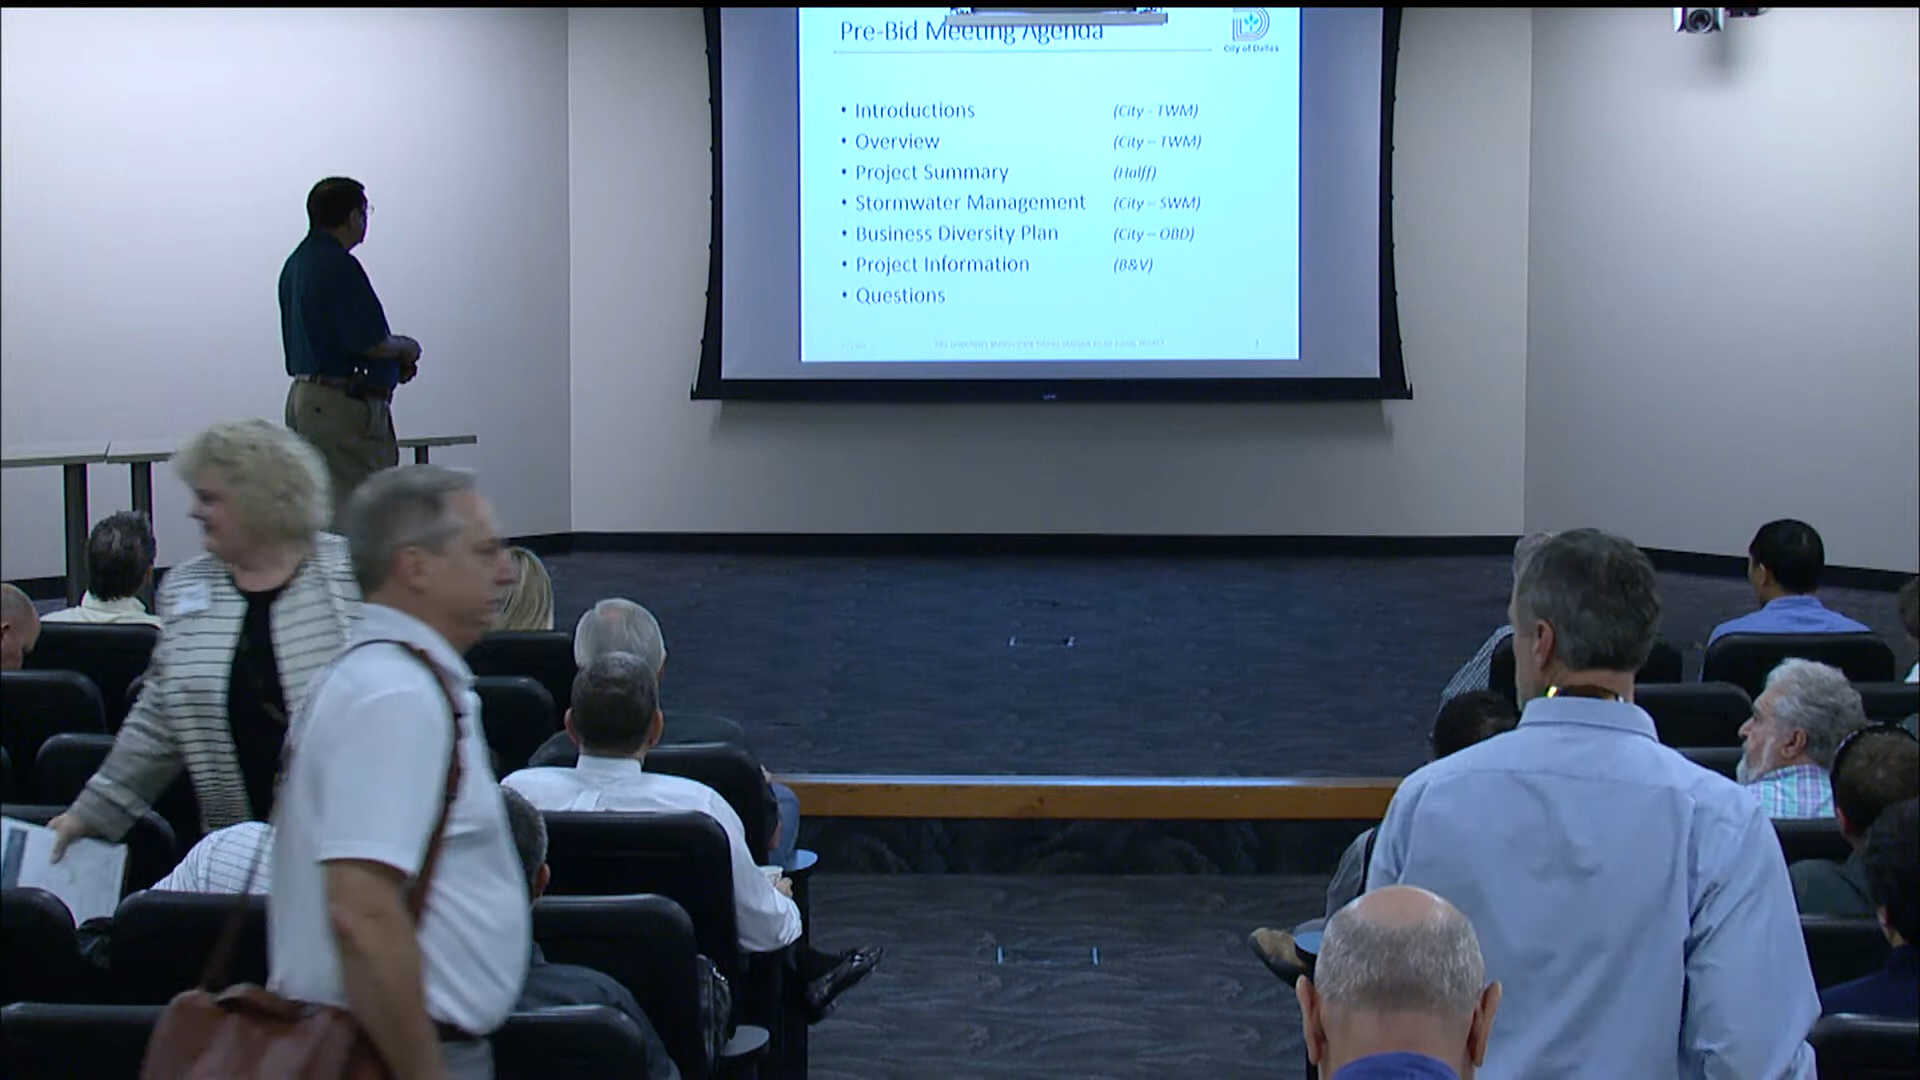 Pre-Bid Meeting Agenda
City of Dallas
• Introductions (City - TWM)
• Overview (City – TWM)
• Project Summary (Halff)
• Stormwater Management (City – SWM)
• Business Diversity Plan (City – OBD)
• Project Information (B&V)
• Questions